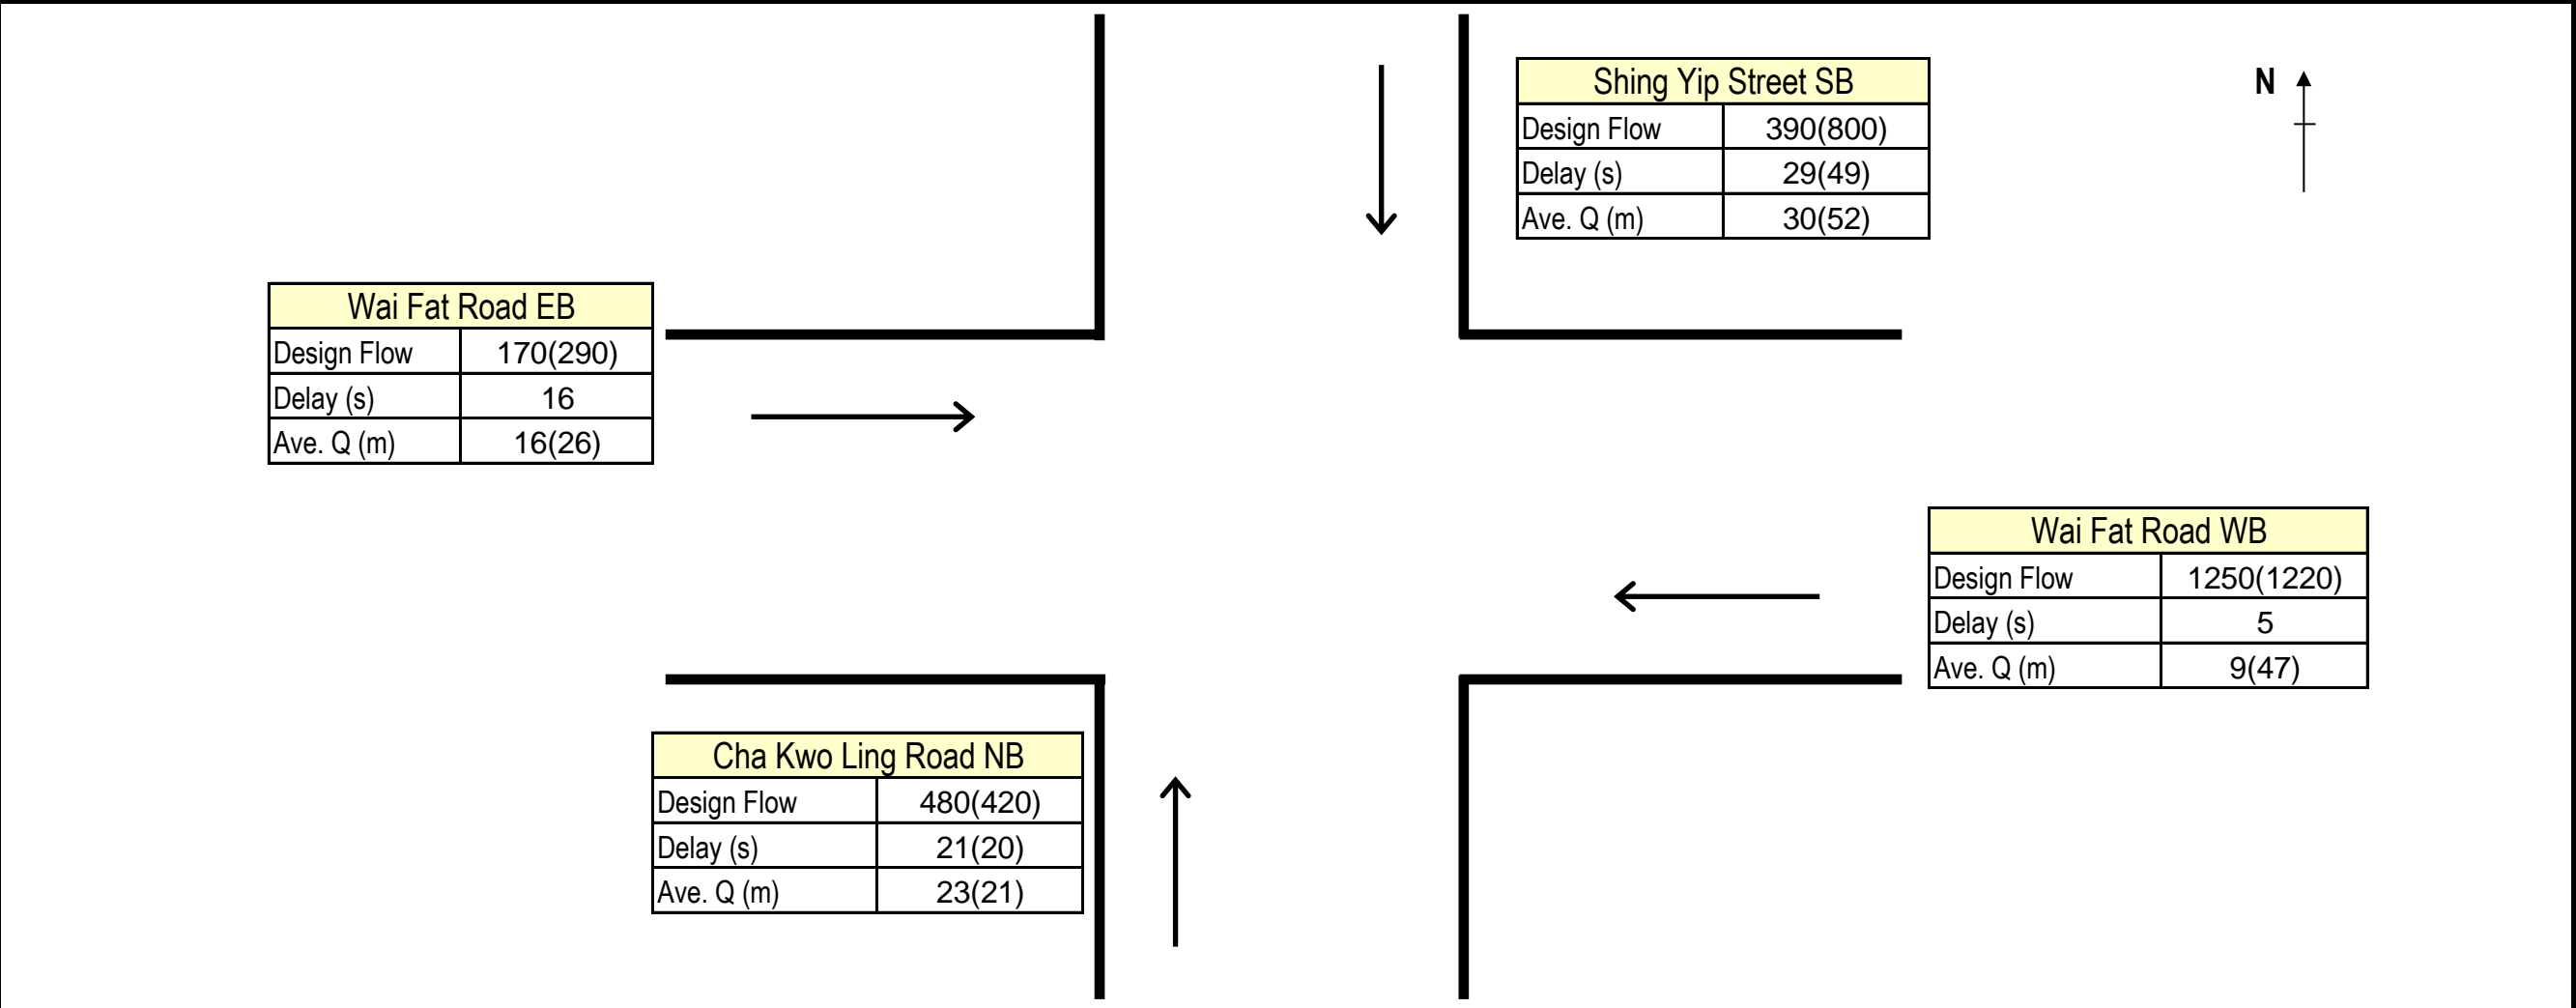 Shing Yip Street SB
Design Flow 390(800)
Delay (s) 29(49)
Ave. Q (m) 30(52)
N
Wai Fat Road EB
Design Flow 170(290)
Delay (s) 16
Ave. Q (m) 16(26)
Wai Fat Road WB
Design Flow 1250(1220)
Delay (s) 5
Ave. Q (m) 9(47)
Cha Kwo Ling Road NB
Design Flow 480(420)
Delay (s) 21(20)
Ave. Q (m) 23(21)